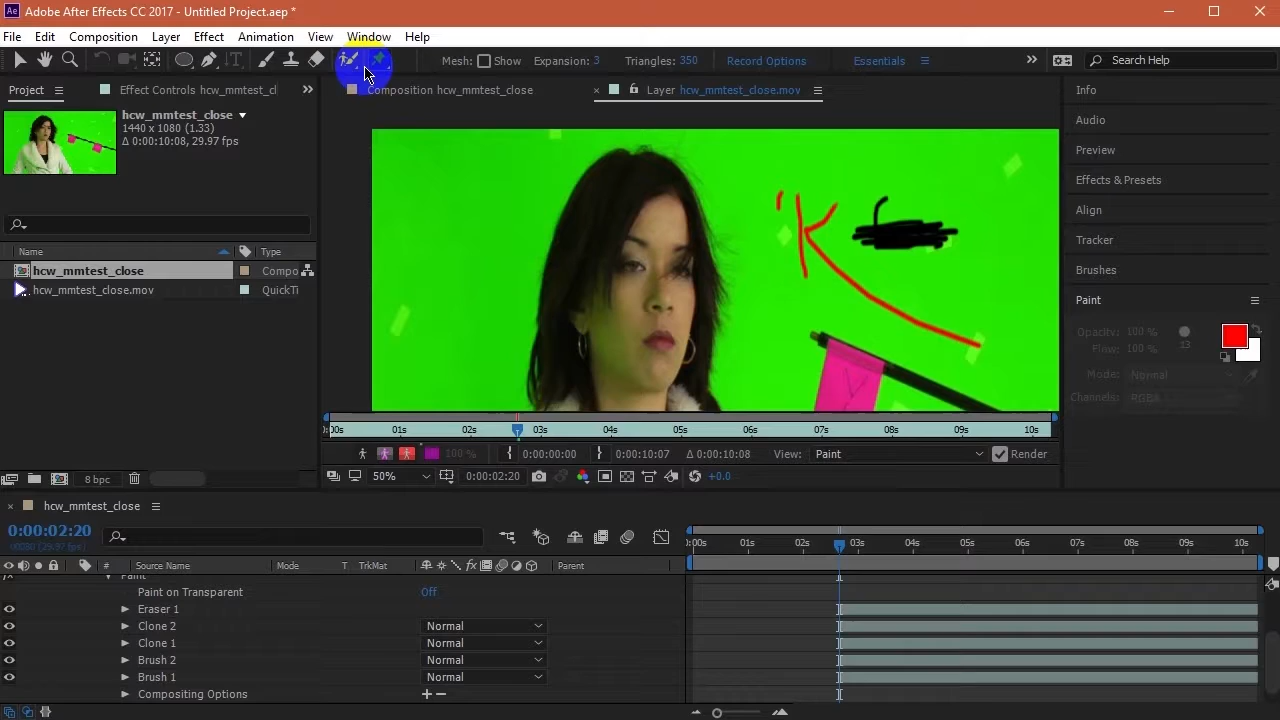 Ae Adobe After Effects CC 2017 - Untitled Project.aep *
File Edit Composition Layer Effect Animation View Window Help
Mesh: Show Expansion: 3 Triangles: 350 Record Options Essentials Search Help
Project Effect Controls hcw_mmtest_cl
Composition hcw_mmtest_close
Layer hcw_mmtest_close.mov
hcw_mmtest_close
1440 x 1080 (1.33)
Δ 0:00:10:08, 29.97 fps
Name Type
hcw_mmtest_close Compo
hcw_mmtest_close.mov QuickTi
8 bpc
K
Info
Audio
Preview
Effects & Presets
Align
Tracker
Brushes
Paint
Opacity: 100 %
Flow: 100 %
13
Mode: Normal
Channels: RGBA
00s 01s 02s 03s 04s 05s 06s 07s 08s 09s 10s
100 % 0:00:00:00 0:00:10:07 Δ 0:00:10:08 View: Paint Render
50% 0:00:02:20 +0.0
hcw_mmtest_close
0:00:02:20
00080 (29.97 fps)
:00s 01s 02s 03s 04s 05s 06s 07s 08s 09s 10s
# Source Name Mode T TrkMat Parent
Paint
Paint on Transparent Off
Eraser 1
Clone 2 Normal
Clone 1 Normal
Brush 2 Normal
Brush 1 Normal
Compositing Options